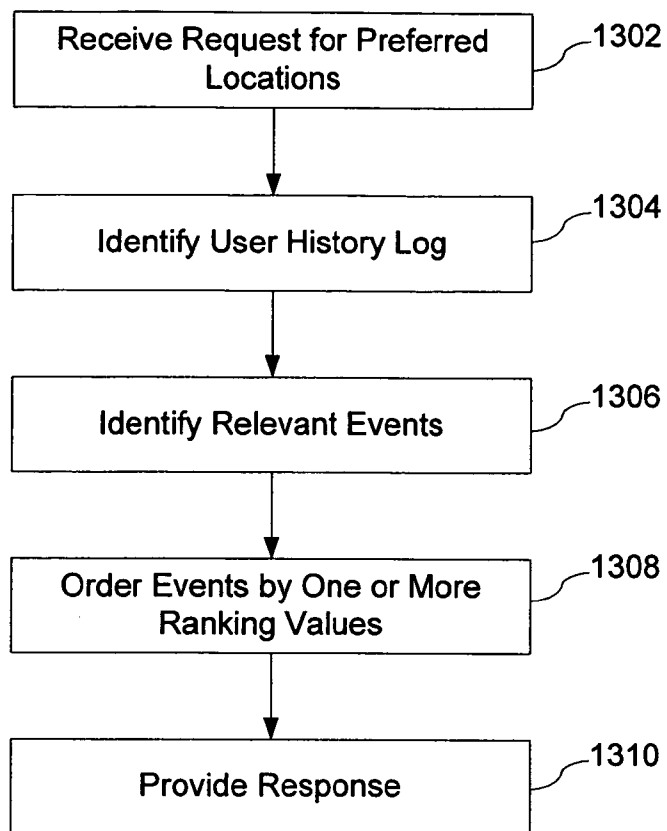 Receive Request for Preferred
Locations
1302
Identify User History Log
1304
Identify Relevant Events
1306
Order Events by One or More
Ranking Values
1308
Provide Response
1310